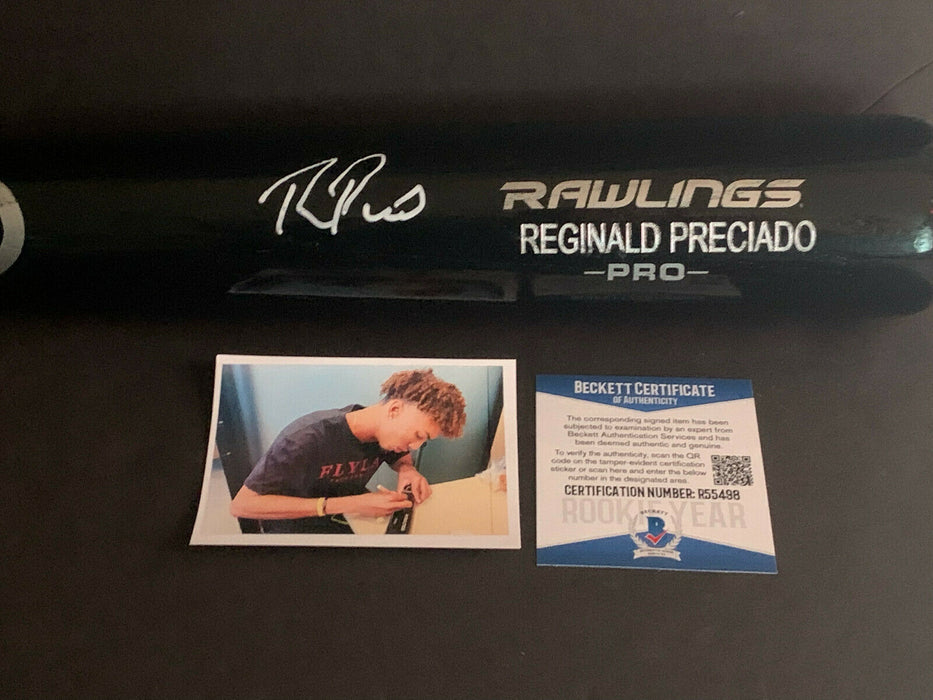 R Preciado
RAWLINGS
REGINALD PRECIADO
-PRO-
FLYLA
BECKETT CERTIFICATE
OF AUTHENTICITY
The corresponding signed item has been
subjected to examination by an expert from
Beckett Authentication Services and has
been deemed authentic and genuine.
To verify the authenticity, scan the QR
code on the tamper-evident certification
sticker or scan here and enter the below
number in the designated area.
CERTIFICATION NUMBER: R55498
ROOKIE YEAR
BECKETT
B